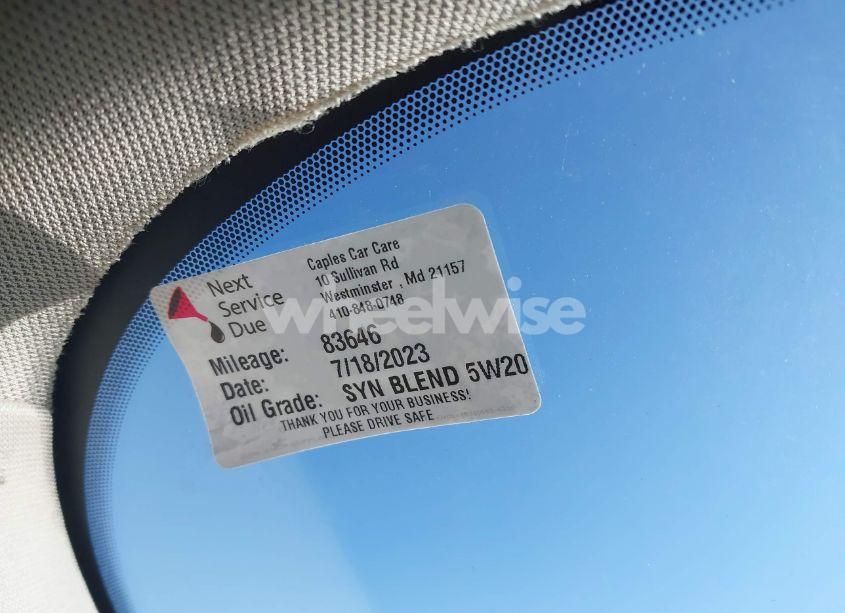 Next
Service
Due
Caples Car Care
10 Sullivan Rd
Westminster , Md 21157
410-848-0748
Mileage: 83646
Date: 7/18/2023
Oil Grade: SYN BLEND 5W20
THANK YOU FOR YOUR BUSINESS!
PLEASE DRIVE SAFE
wheelwise